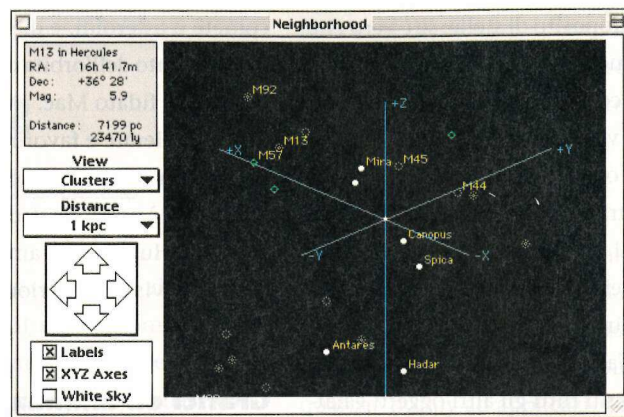 Neighborhood
M13 in Hercules
RA: 16h 41.7m
Dec: +36° 28'
Mag: 5.9
Distance: 7199 pc
23470 ly
View
Clusters
Distance
1 kpc
Labels
XYZ Axes
White Sky
M92
+Z
M13
+X
M57
Mira
M45
+Y
M44
Canopus
-Y
-X
Spica
Antares
Hadar